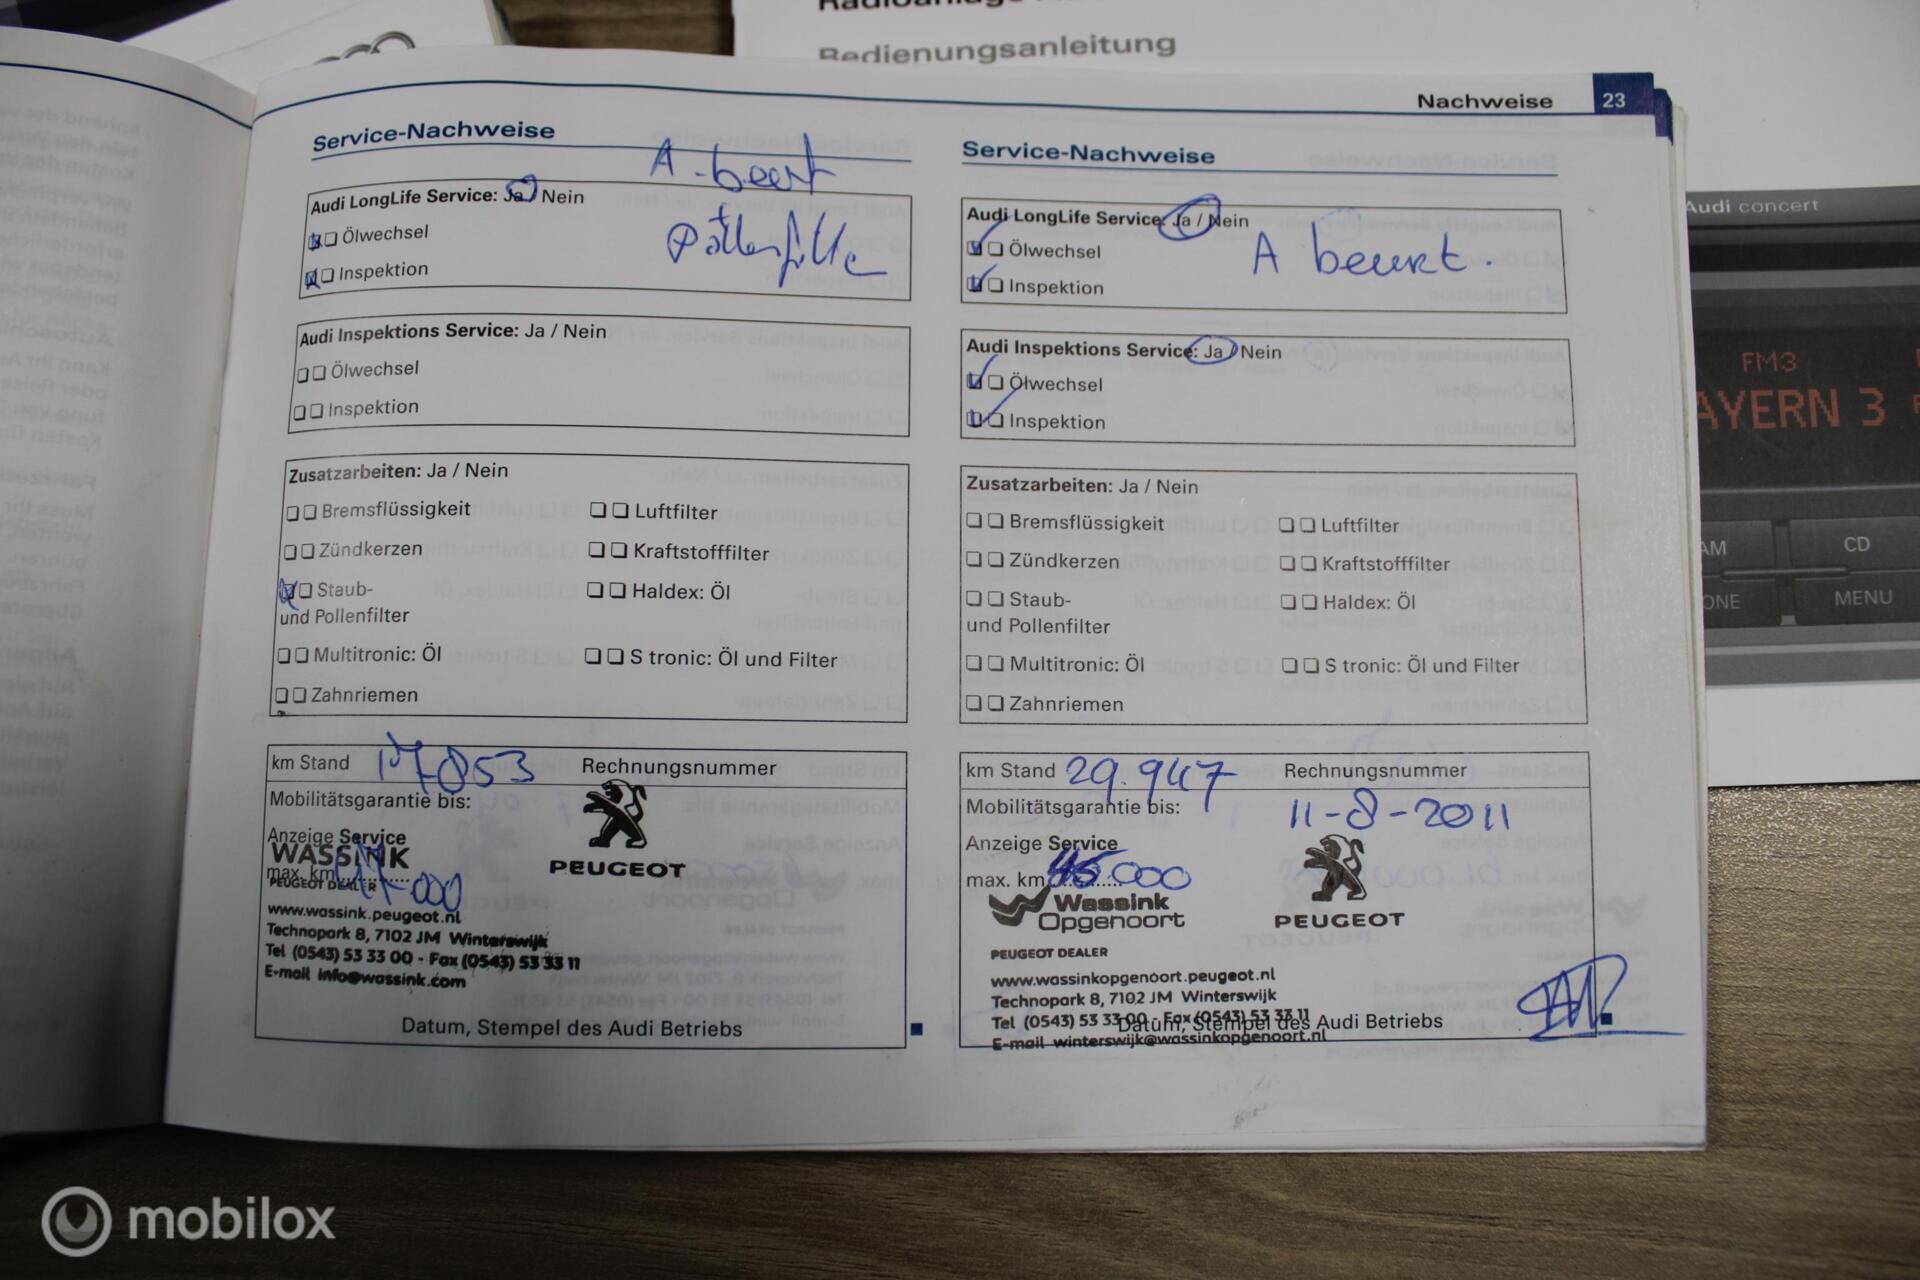 Bedienungsanleitung
Nachweise 23
Service-Nachweise
A-beurt
Audi LongLife Service: Ja / Nein
Ölwechsel
Inspektion
Audi Inspektions Service: Ja / Nein
Ölwechsel
Inspektion
Zusatzarbeiten: Ja / Nein
Bremsflüssigkeit Luftfilter
Zündkerzen Kraftstofffilter
Staub- Haldex: Öl
und Pollenfilter
Multitronic: Öl S tronic: Öl und Filter
Zahnriemen
km Stand 17853 Rechnungsnummer
Mobilitätsgarantie bis:
Anzeige Service
WASSINK PEUGEOT
max. km
PEUGEOT DEALER
www.wassink.peugeot.nl
Technopark 8, 7102 JM Winterswijk
Tel (0543) 53 33 00 - Fax (0543) 53 33 11
E-mail info@wassink.com
Datum, Stempel des Audi Betriebs
Service-Nachweise
Audi LongLife Service: Ja / Nein
Ölwechsel
A beurt.
Inspektion
Audi Inspektions Service: Ja / Nein
Ölwechsel
Inspektion
Zusatzarbeiten: Ja / Nein
Bremsflüssigkeit Luftfilter
Zündkerzen Kraftstofffilter
Staub- Haldex: Öl
und Pollenfilter
Multitronic: Öl S tronic: Öl und Filter
Zahnriemen
km Stand 29.947 Rechnungsnummer
Mobilitätsgarantie bis: 11-8-2011
Anzeige Service
max. km 45000
Wassink
Opgenoort PEUGEOT
PEUGEOT DEALER
www.wassinkopgenoort.peugeot.nl
Technopark 8, 7102 JM Winterswijk
Tel (0543) 53 33 00 - Fax (0543) 53 33 11
Datum, Stempel des Audi Betriebs
E-mail winterswijk@wassinkopgenoort.nl
Audi concert
FM3
AYERN 3
AM CD
ONE MENU
mobilox